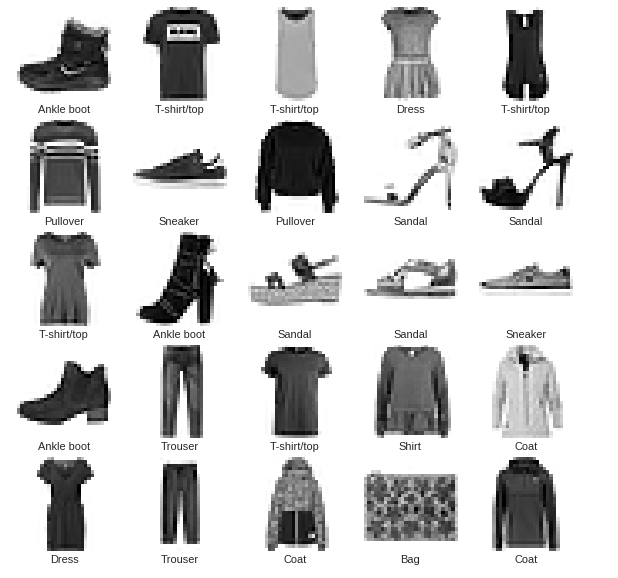 Ankle boot
T-shirt/top
T-shirt/top
Dress
T-shirt/top
Pullover
Sneaker
Pullover
Sandal
Sandal
T-shirt/top
Ankle boot
Sandal
Sandal
Sneaker
Ankle boot
Trouser
T-shirt/top
Shirt
Coat
Dress
Trouser
Coat
Bag
Coat